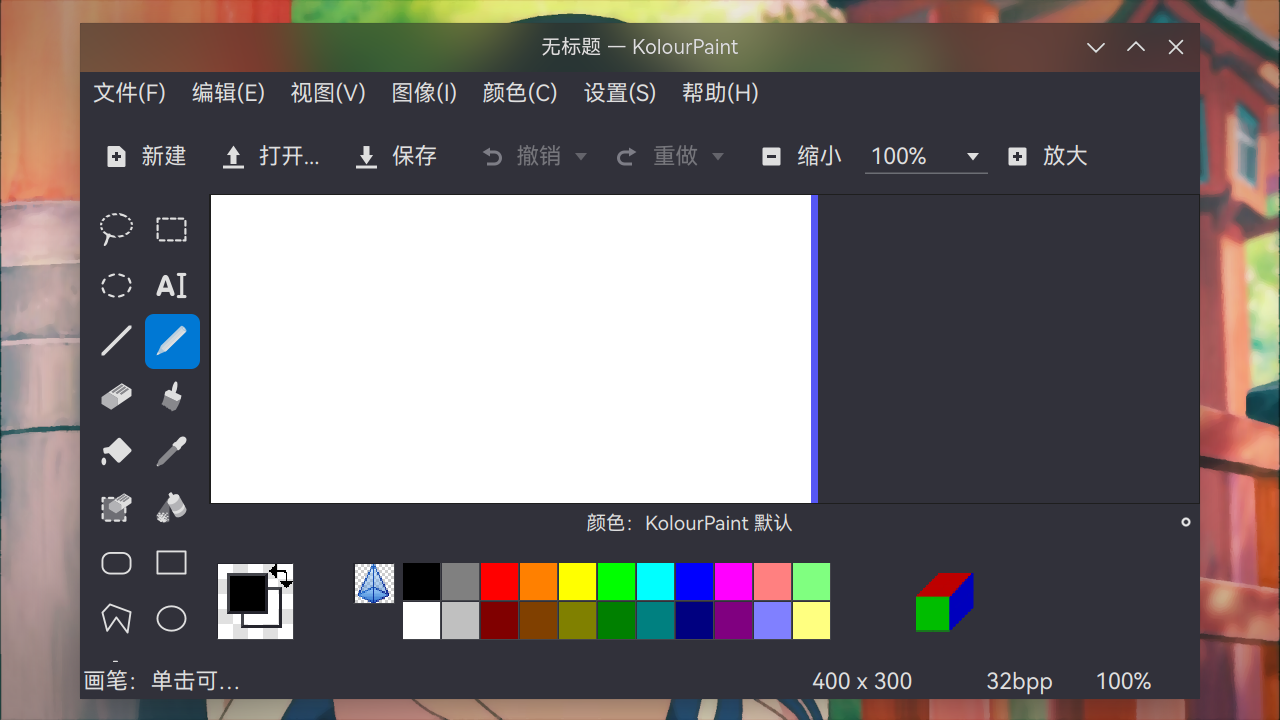 无标题 — KolourPaint
文件(F) 编辑(E) 视图(V) 图像(I) 颜色(C) 设置(S) 帮助(H)
新建 打开... 保存 撤销 重做 缩小 100% 放大
AI
颜色：KolourPaint 默认
画笔：单击可... 400 x 300 32bpp 100%